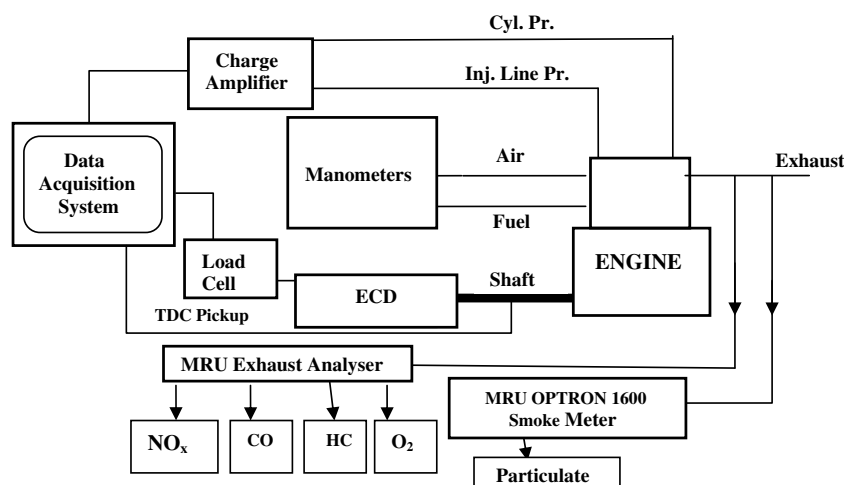 Cyl. Pr.
Charge
Amplifier
Inj. Line Pr.
Data
Acquisition
System
Manometers
Air
Exhaust
Fuel
Load
Cell
ECD
Shaft
ENGINE
TDC Pickup
MRU Exhaust Analyser
MRU OPTRON 1600
Smoke Meter
NOx
CO
HC
O2
Particulate